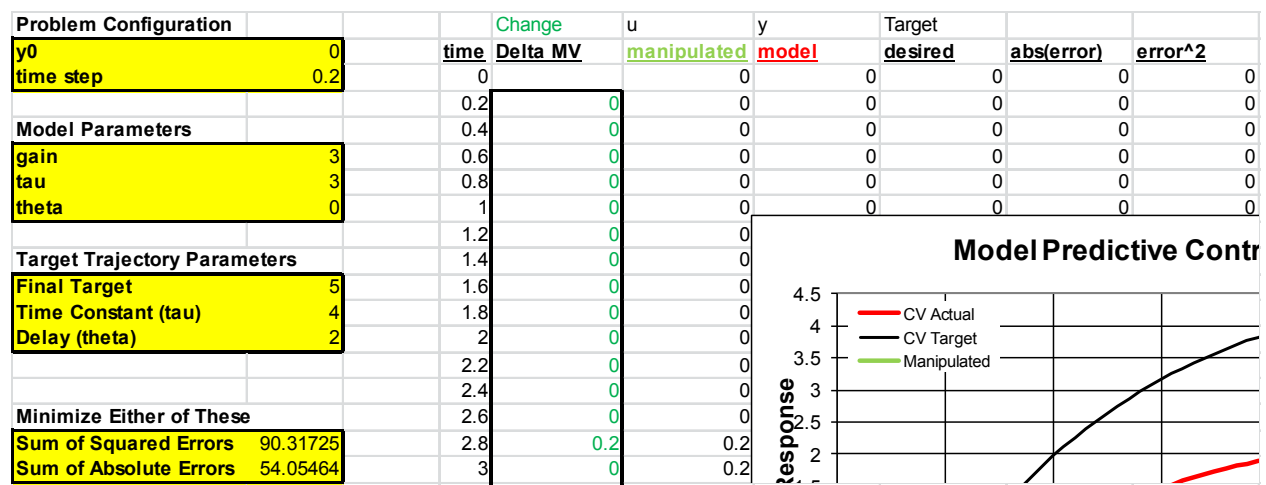 Problem Configuration Change u y Target
y0 0 time Delta MV manipulated model desired abs(error) error^2
time step 0.2 0 0 0 0 0 0
0.2 0 0 0 0 0 0
Model Parameters 0.4 0 0 0 0 0 0
gain 3 0.6 0 0 0 0 0 0
tau 3 0.8 0 0 0 0 0 0
theta 0 1 0 0 0 0 0 0
1.2 0 0
Target Trajectory Parameters 1.4 0 0 Model Predictive Contr
Final Target 5 1.6 0 0 4.5
Time Constant (tau) 4 1.8 0 0 4 CV Actual
Delay (theta) 2 2 0 0 CV Target
2.2 0 0 3.5 Manipulated
2.4 0 0 3
Minimize Either of These 2.6 0 0 2.5
Sum of Squared Errors 90.31725 2.8 0.2 0.2 2
Sum of Absolute Errors 54.05464 3 0 0.2 1.5
Response